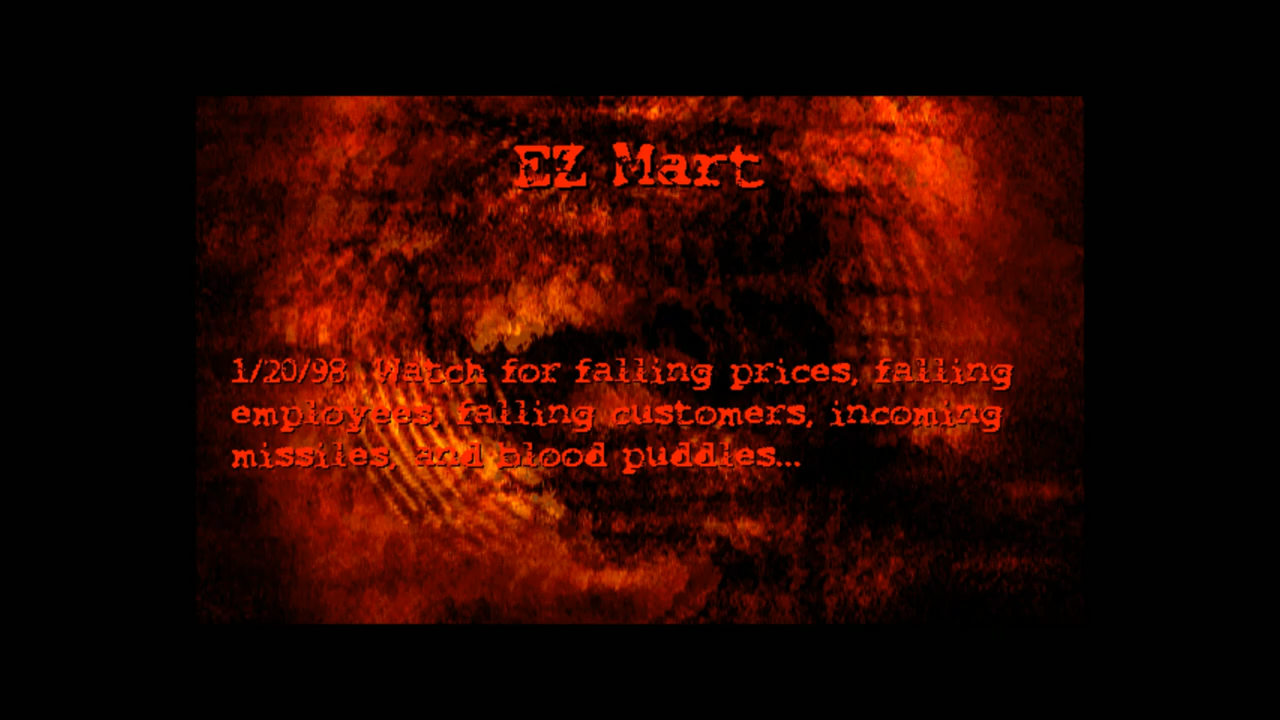 EZ Mart
1/20/98 Watch for falling prices, falling
employees, falling customers, incoming
missiles, and blood puddles...